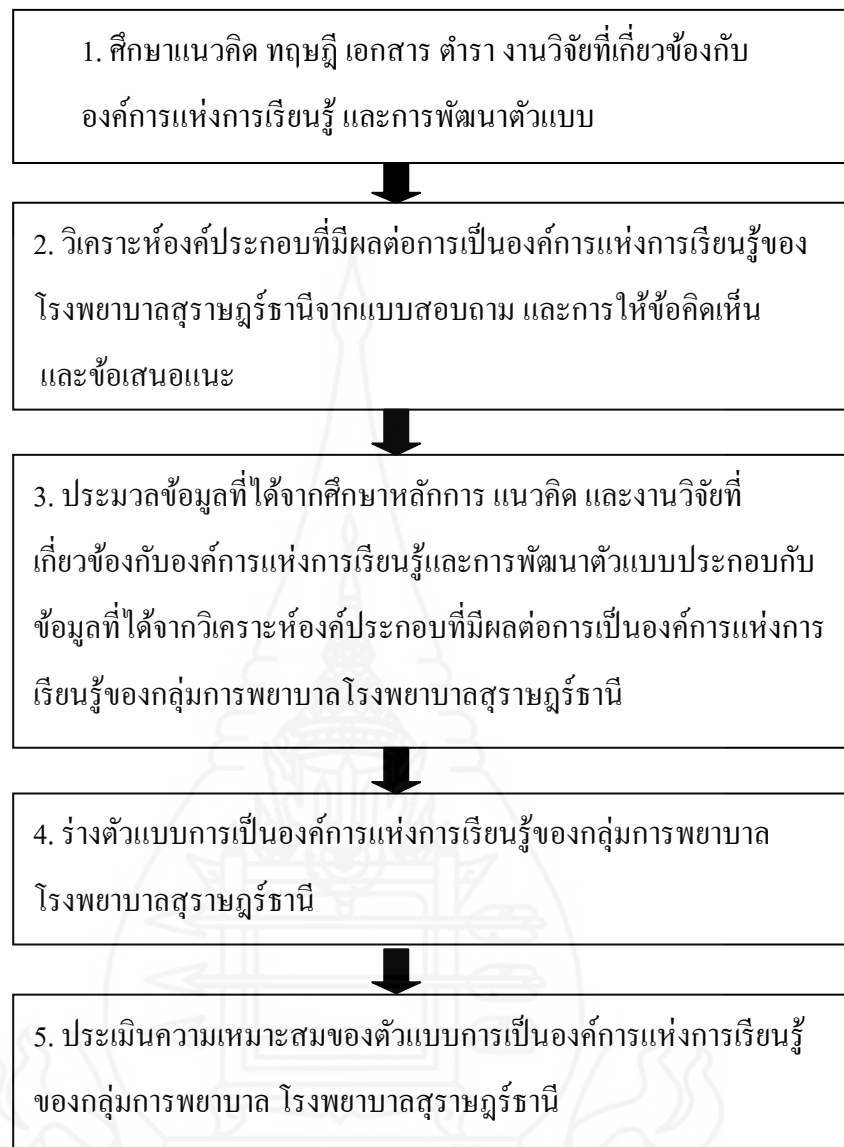 1. ศึกษาแนวคิด ทฤษฎี เอกสาร ตำรา งานวิจัยที่เกี่ยวข้องกับ
องค์การแห่งการเรียนรู้ และการพัฒนาตัวแบบ
2. วิเคราะห์องค์ประกอบที่มีผลต่อการเป็นองค์การแห่งการเรียนรู้ของ
โรงพยาบาลสุราษฎร์ธานีจากแบบสอบถาม และการให้ข้อคิดเห็น
และข้อเสนอแนะ
3. ประมวลข้อมูลที่ได้จากศึกษาหลักการ แนวคิด และงานวิจัยที่
เกี่ยวข้องกับองค์การแห่งการเรียนรู้และการพัฒนาตัวแบบประกอบกับ
ข้อมูลที่ได้จากวิเคราะห์องค์ประกอบที่มีผลต่อการเป็นองค์การแห่งการ
เรียนรู้ของกลุ่มการพยาบาลโรงพยาบาลสุราษฎร์ธานี
4. ร่างตัวแบบการเป็นองค์การแห่งการเรียนรู้ของกลุ่มการพยาบาล
โรงพยาบาลสุราษฎร์ธานี
5. ประเมินความเหมาะสมของตัวแบบการเป็นองค์การแห่งการเรียนรู้
ของกลุ่มการพยาบาล โรงพยาบาลสุราษฎร์ธานี